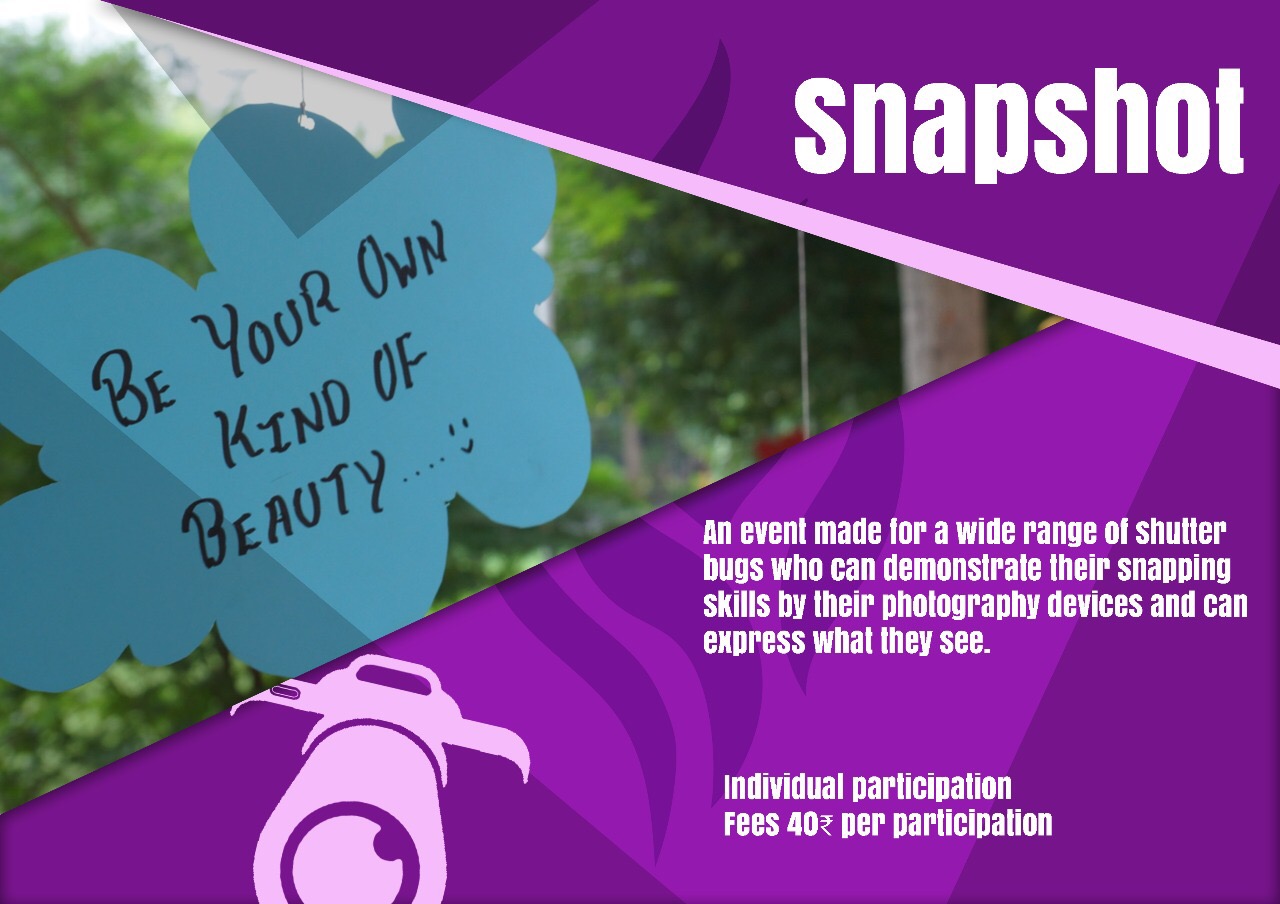 Snapshot
BE YOUR OWN
KIND OF
BEAUTY....:)
An event made for a wide range of shutter
bugs who can demonstrate their snapping
skills by their photography devices and can
express what they see.
Individual participation
Fees 40₹ per participation